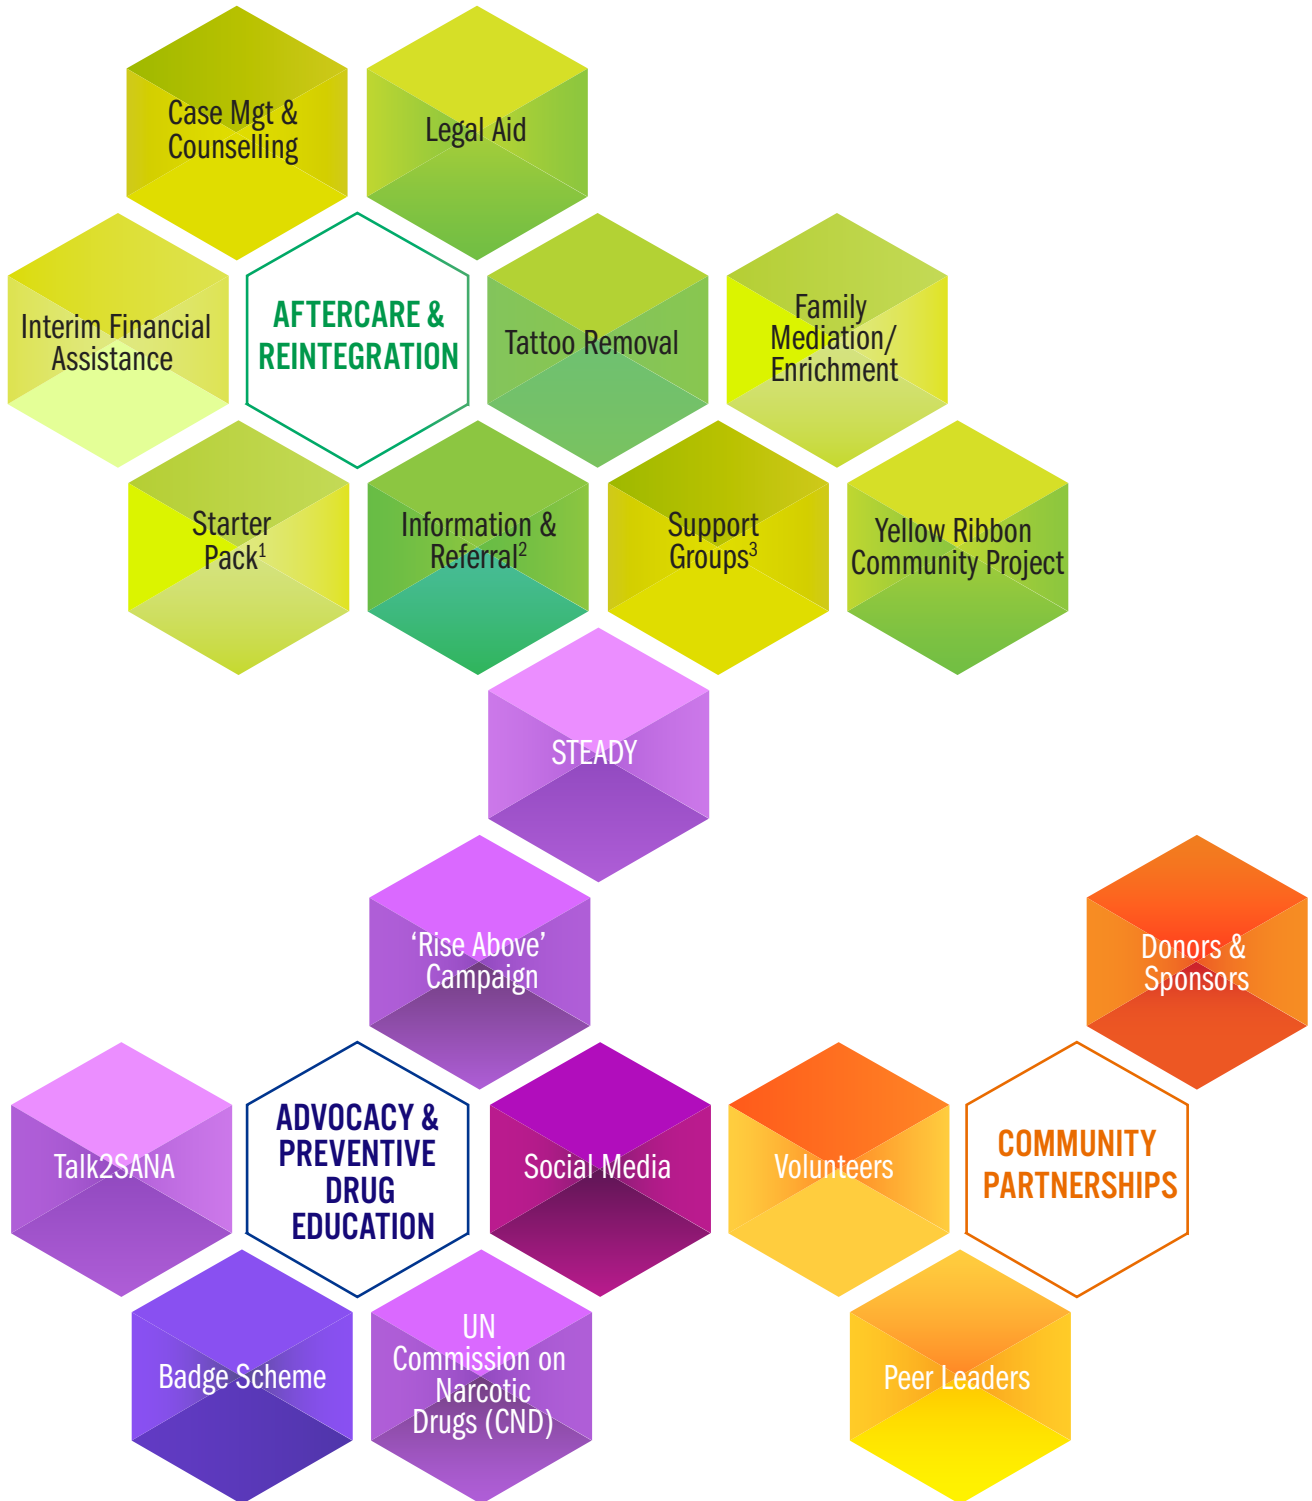 Case Mgt &
Counselling
Legal Aid
Interim Financial
Assistance
AFTERCARE &
REINTEGRATION
Tattoo Removal
Family
Mediation/
Enrichment
Starter
Pack1
Information &
Referral2
Support
Groups3
Yellow Ribbon
Community Project
STEADY
‘Rise Above’
Campaign
Donors &
Sponsors
Talk2SANA
ADVOCACY &
PREVENTIVE
DRUG
EDUCATION
Social Media
Volunteers
COMMUNITY
PARTNERSHIPS
Badge Scheme
UN
Commission on
Narcotic
Drugs (CND)
Peer Leaders